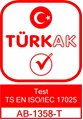 TÜRKAK
Test
TS EN ISO/IEC 17025
AB-1358-T